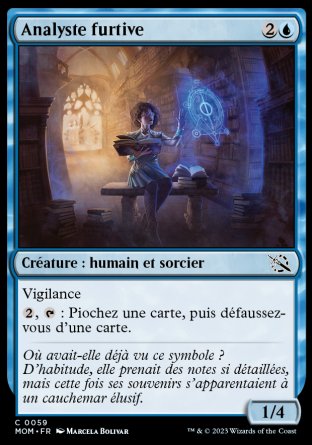 Analyste furtive 2
Créature : humain et sorcier
Vigilance
2, : Piochez une carte, puis défaussez-
vous d'une carte.
Où avait-elle déjà vu ce symbole ?
D'habitude, elle prenait des notes si détaillées,
mais cette fois ses souvenirs s'apparentaient à
un cauchemar élusif.
1/4
C 0059
MOM • FR Marcela Bolivar
™ & © 2023 Wizards of the Coast